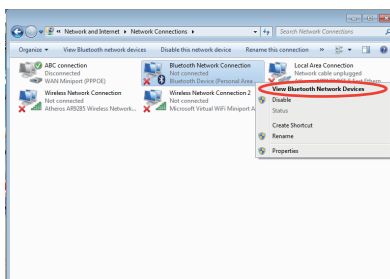 « Network and Internet ▸ Network Connections ▸
Search Network Connections
Organize
View Bluetooth network devices
Disable this network device
Rename this connection
»
ABC connection
Disconnected
WAN Miniport (PPPOE)
Bluetooth Network Connection
Not connected
Bluetooth Device (Personal Area...
Local Area Connection
Network cable unplugged
Wireless Network Connection
Not connected
Atheros AR9285 Wireless Network...
Wireless Network Connection 2
Not connected
Microsoft Virtual WiFi Miniport A
View Bluetooth Network Devices
Disable
Status
Create Shortcut
Rename
Properties